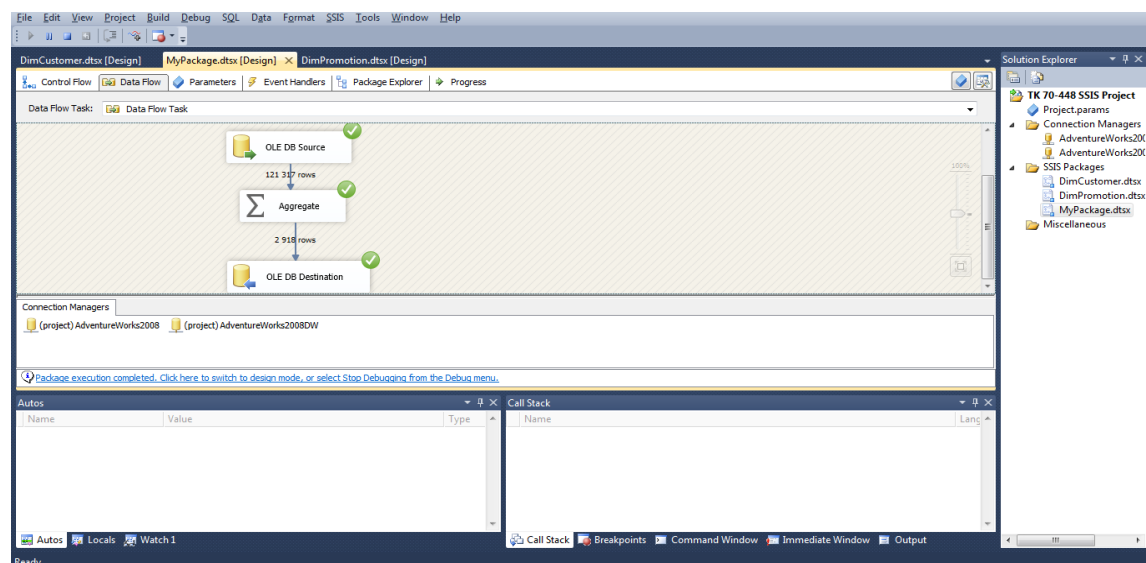 File Edit View Project Build Debug SQL Data Format SSIS Tools Window Help
DimCustomer.dtsx [Design] MyPackage.dtsx [Design] DimPromotion.dtsx [Design]
Control Flow Data Flow Parameters Event Handlers Package Explorer Progress
Data Flow Task: Data Flow Task
OLE DB Source
121 317 rows
Aggregate
2 918 rows
OLE DB Destination
100%
Connection Managers
(project) AdventureWorks2008 (project) AdventureWorks2008DW
Package execution completed. Click here to switch to design mode, or select Stop Debugging from the Debug menu.
Autos
Name Value Type
Autos Locals Watch 1
Call Stack
Name Lang
Call Stack Breakpoints Command Window Immediate Window Output
Solution Explorer
TK 70-448 SSIS Project
Project.params
Connection Managers
AdventureWorks200
AdventureWorks200
SSIS Packages
DimCustomer.dtsx
DimPromotion.dtsx
MyPackage.dtsx
Miscellaneous
Ready